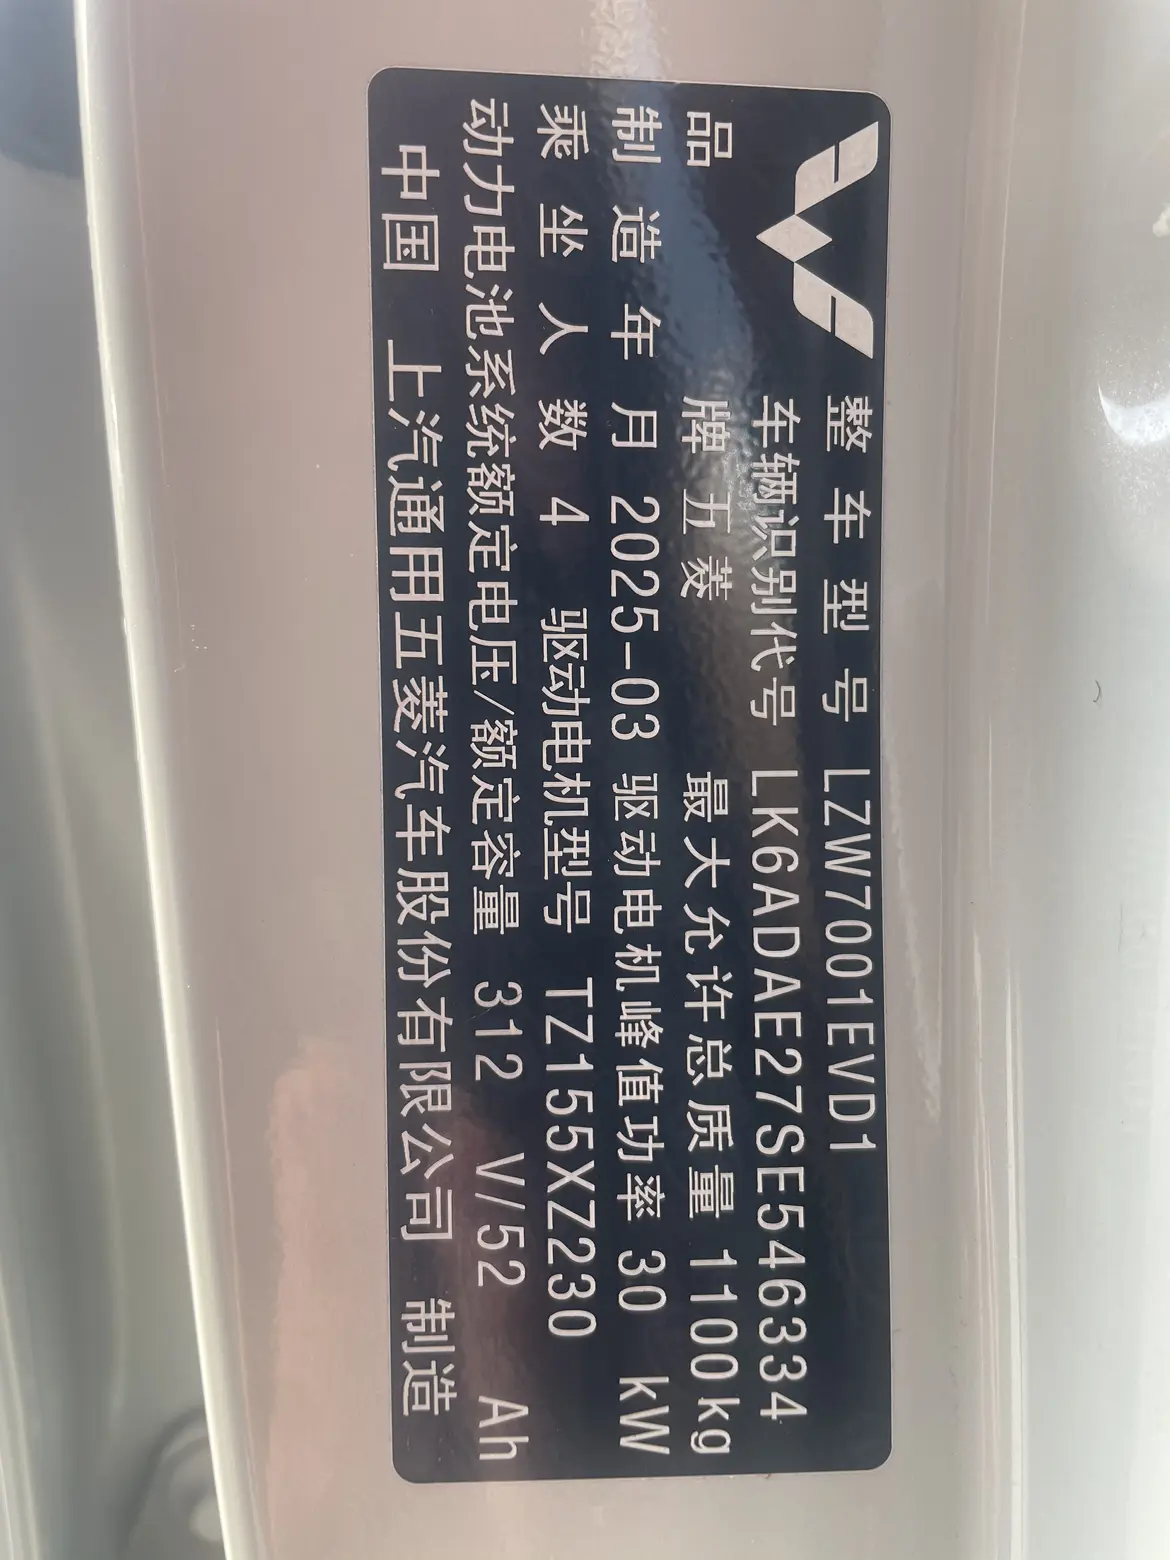 整车型号 LZW7001EVD1
车辆识别代号 LK6ADAE27SE546334
品牌 五菱 最大允许总质量 1100kg
制造年月 2025-03 驱动电机峰值功率 30 kW
乘坐人数 4 驱动电机型号 TZ155XZ230
动力电池系统额定电压/额定容量 312 V/52 Ah
中国 上汽通用五菱汽车股份有限公司 制造